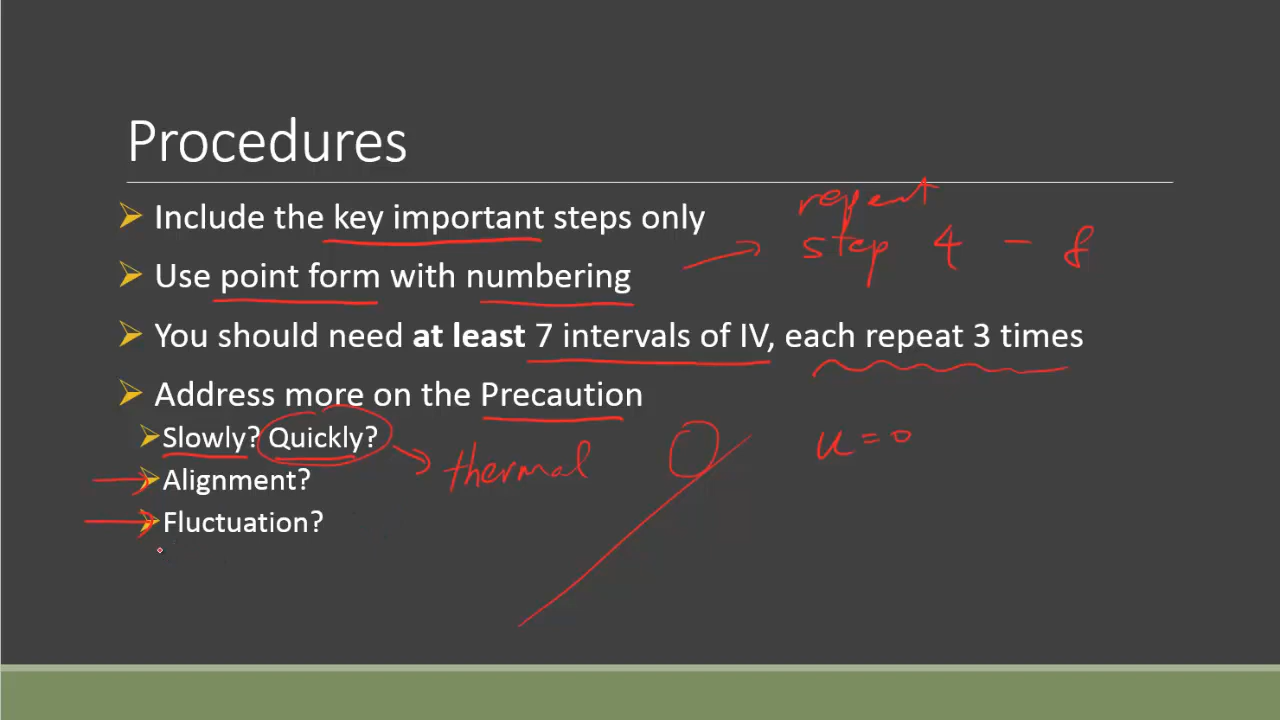 Procedures
Include the key important steps only
repeat
step 4 - 8
Use point form with numbering
You should need at least 7 intervals of IV, each repeat 3 times
Address more on the Precaution
Slowly? Quickly?
thermal
u = 0
Alignment?
Fluctuation?